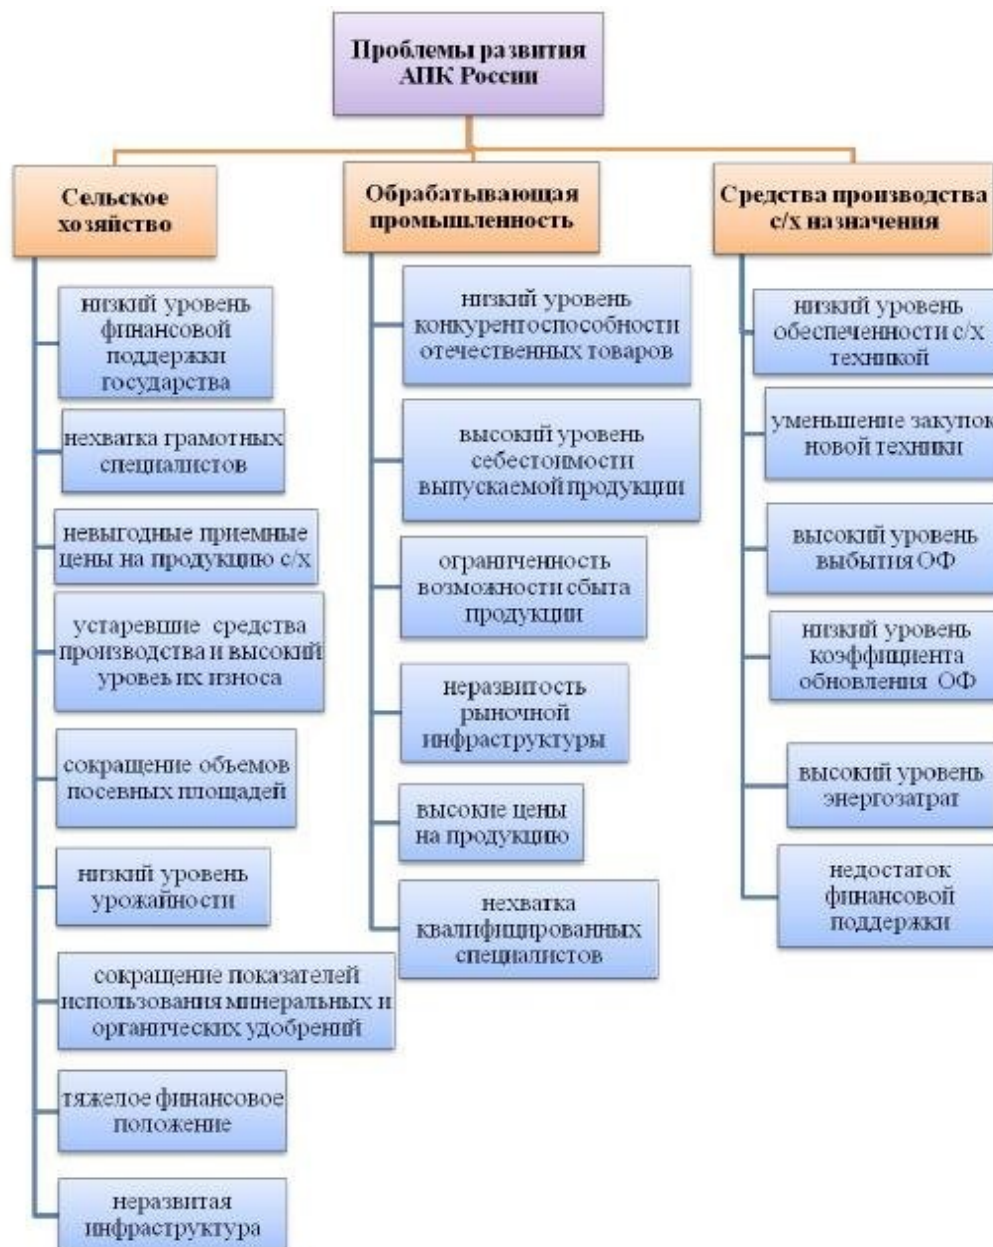 Проблемы развития
АПК России
Сельское
хозяйство
низкий уровень
финансовой
поддержки
государства
нехватка грамотных
специалистов
невыгодные приемные
цены на продукцию с/х
устаревшие средства
производства и высокий
уровеь их износа
сокращение объемов
посевных площадей
низкий уровень
урожайности
сокращение показателей
использования минеральных и
органических удобрений
тяжелое финансовое
положение
неразвитая
инфраструктура
Обрабатывающая
промышленность
низкий уровень
конкурентоспособности
отечественных товаров
высокий уровень
себестоимости
выпускаемой продукции
ограниченность
возможности сбыта
продукции
неразвитость
рыночной
инфраструктуры
высокие цены
на продукцию
нехватка
квалифицированных
специалистов
Средства производства
с/х назначения
низкий уровень
обеспеченности с/х
техникой
уменьшение закупок
новой техники
высокий уровень
выбытия ОФ
низкий уровень
коэффициента
обновления ОФ
высокий уровень
энергозатрат
недостаток
финансовой
поддержки